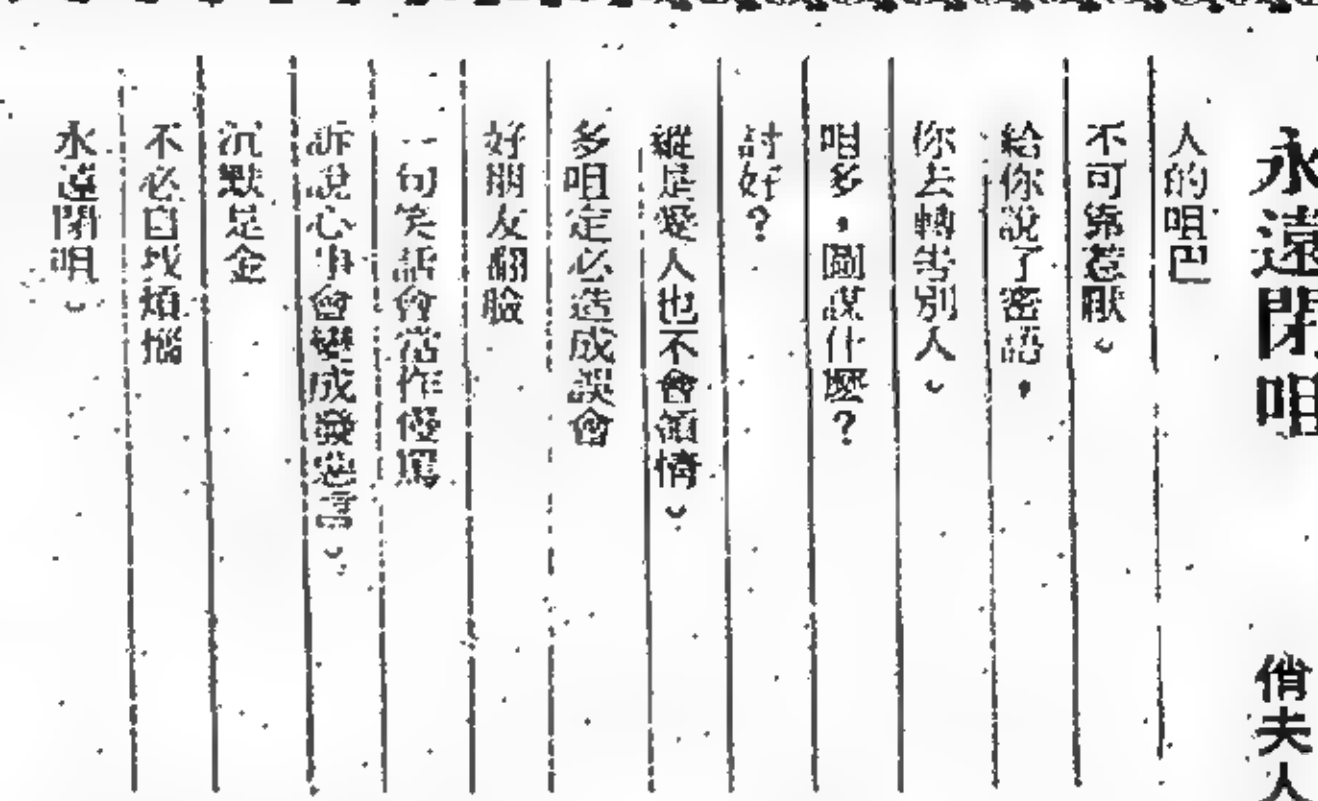 永遠閉咀
俏夫人
人的咀巴
不可靠惹厭。
給你說了密語,
你去轉告別人。
咀多,圖謀什麼?
討好?
縱是愛人也不會領情。
多咀定必造成誤會
好朋友翻臉
一句笑話會當作侮罵
訴說心事會變成發怨言。
沉默是金
不必自找煩惱
永遠閉咀。